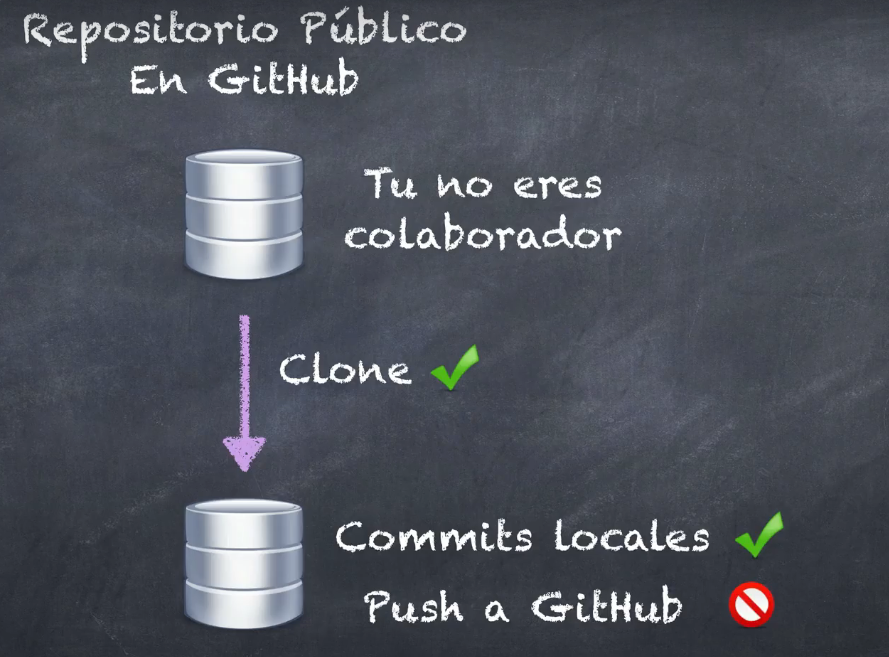 Repositorio Público
En GitHub
Tu no eres
colaborador
Clone
Commits locales
Push a GitHub